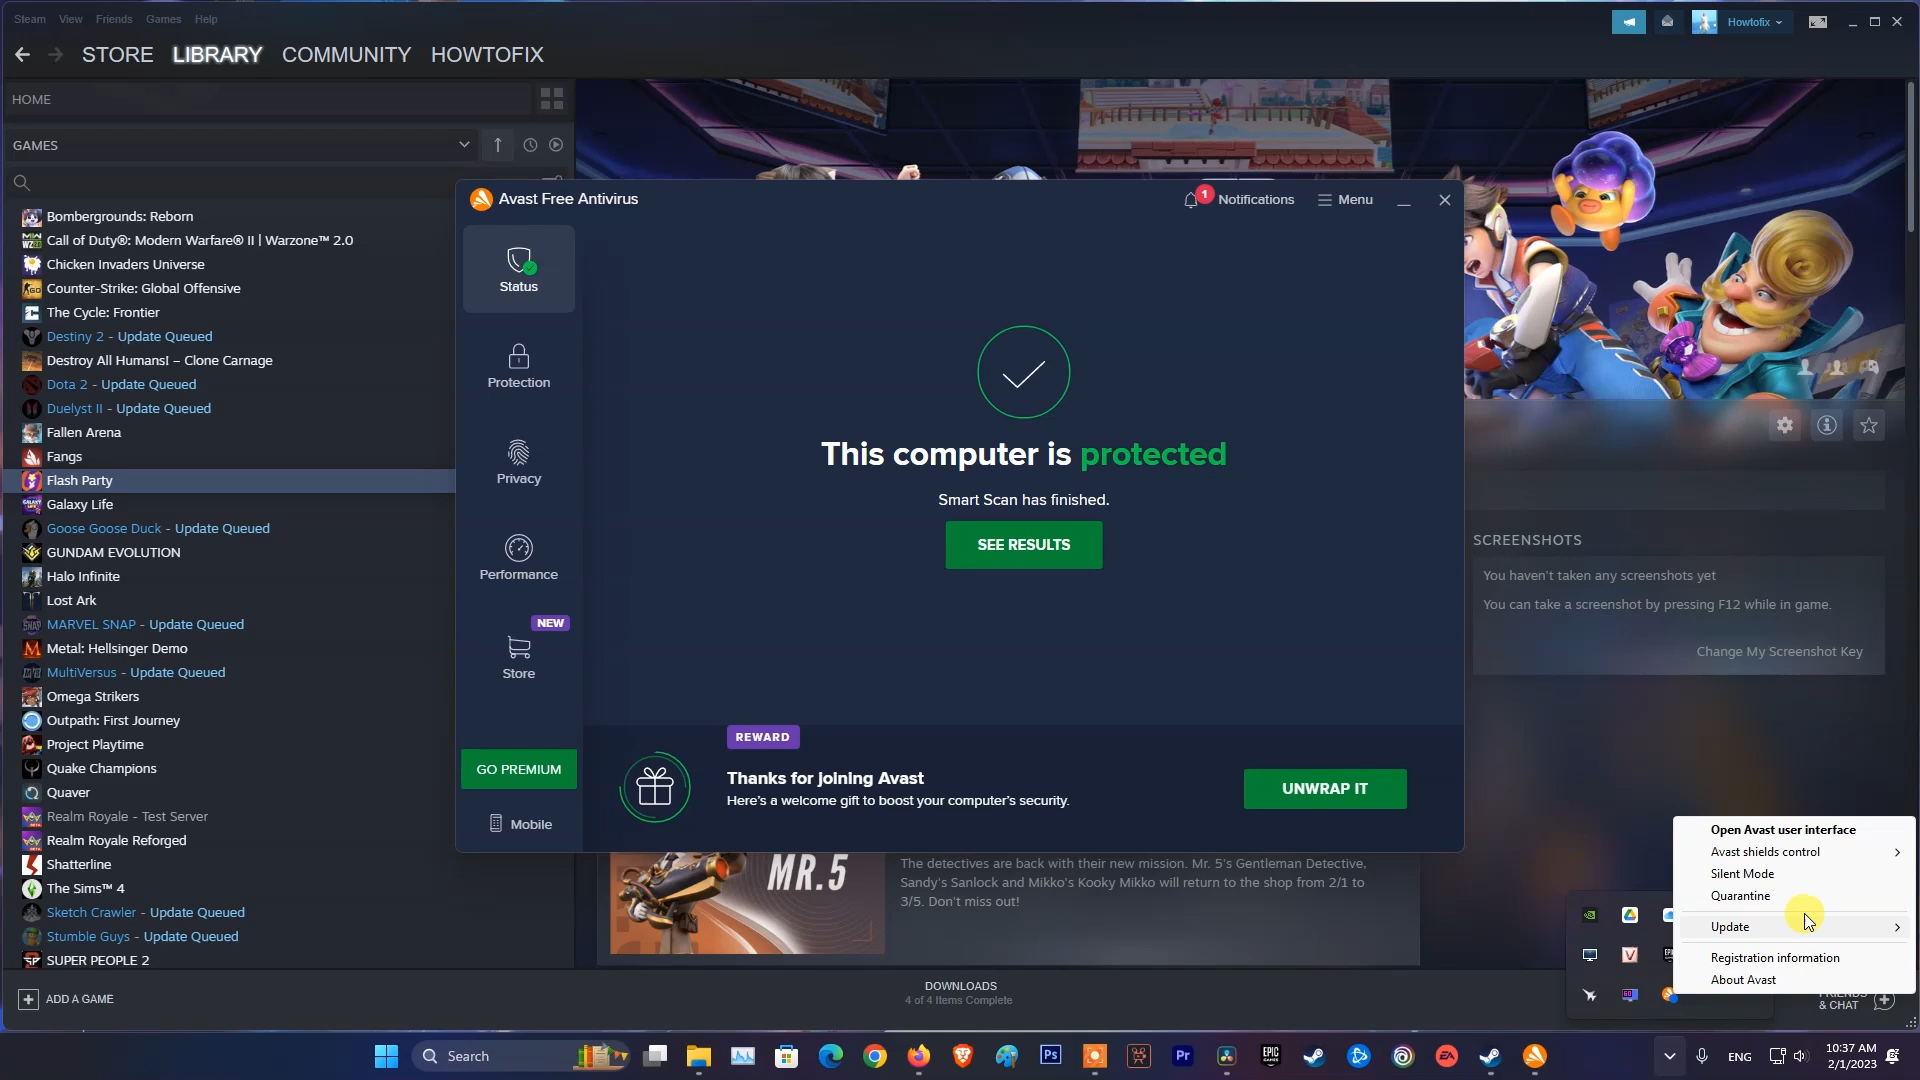 Steam View Friends Games Help
Howtofix
STORE LIBRARY COMMUNITY HOWTOFIX
HOME
GAMES
Bombergrounds: Reborn
Call of Duty®: Modern Warfare® II | Warzone™ 2.0
Chicken Invaders Universe
Counter-Strike: Global Offensive
The Cycle: Frontier
Destiny 2 - Update Queued
Destroy All Humans! – Clone Carnage
Dota 2 - Update Queued
Duelyst II - Update Queued
Fallen Arena
Fangs
Flash Party
Galaxy Life
Goose Goose Duck - Update Queued
GUNDAM EVOLUTION
Halo Infinite
Lost Ark
MARVEL SNAP - Update Queued
Metal: Hellsinger Demo
MultiVersus - Update Queued
Omega Strikers
Outpath: First Journey
Project Playtime
Quake Champions
Quaver
Realm Royale - Test Server
Realm Royale Reforged
Shatterline
The Sims™ 4
Sketch Crawler - Update Queued
Stumble Guys - Update Queued
SUPER PEOPLE 2
ADD A GAME
Avast Free Antivirus
1 Notifications
Menu
Status
Protection
Privacy
Performance
NEW
Store
GO PREMIUM
Mobile
This computer is protected
Smart Scan has finished.
SEE RESULTS
REWARD
Thanks for joining Avast
Here's a welcome gift to boost your computer's security.
UNWRAP IT
SCREENSHOTS
You haven't taken any screenshots yet
You can take a screenshot by pressing F12 while in game.
Change My Screenshot Key
MR.5
The detectives are back with their new mission. Mr. 5's Gentleman Detective,
Sandy's Sanlock and Mikko's Kooky Mikko will return to the shop from 2/1 to
3/5. Don't miss out!
DOWNLOADS
4 of 4 Items Complete
Open Avast user interface
Avast shields control
Silent Mode
Quarantine
Update
Registration information
About Avast
FRIENDS
& CHAT
Search
Ps
Pr
EPIC
GAMES
EA
ENG
10:37 AM
2/1/2023